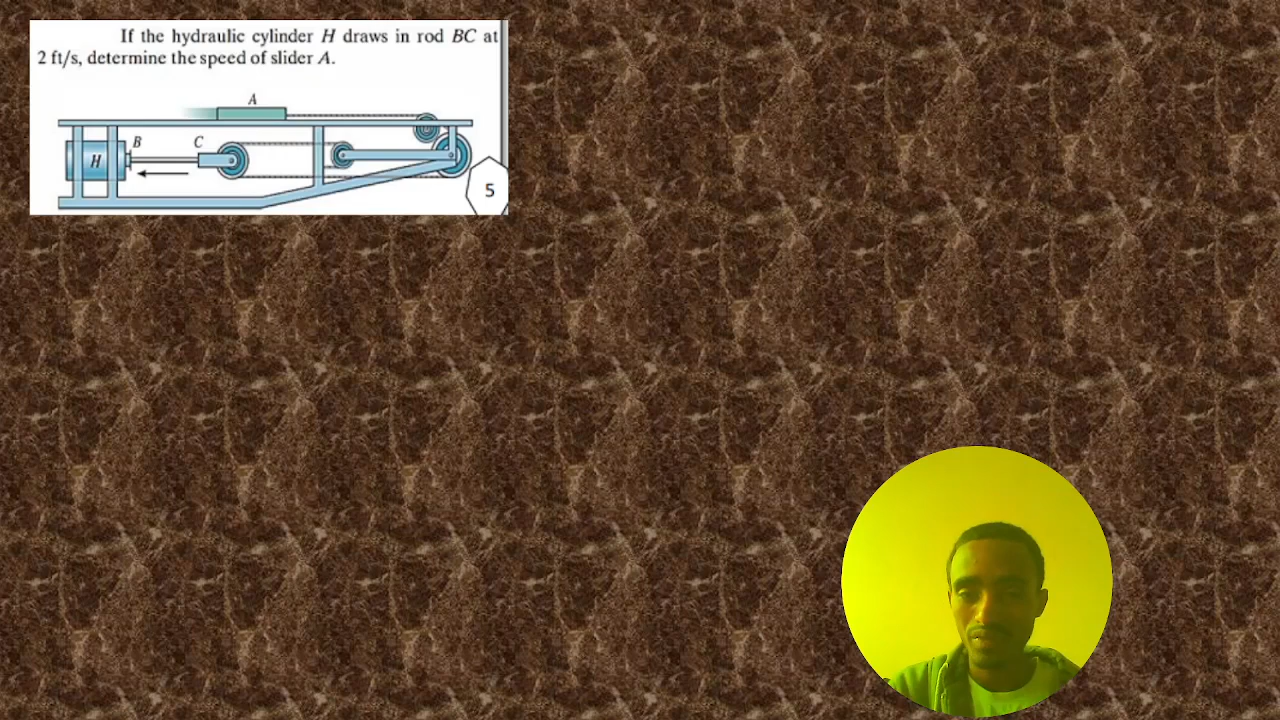 If the hydraulic cylinder H draws in rod BC at
2 ft/s, determine the speed of slider A.
A
B
C
H
5